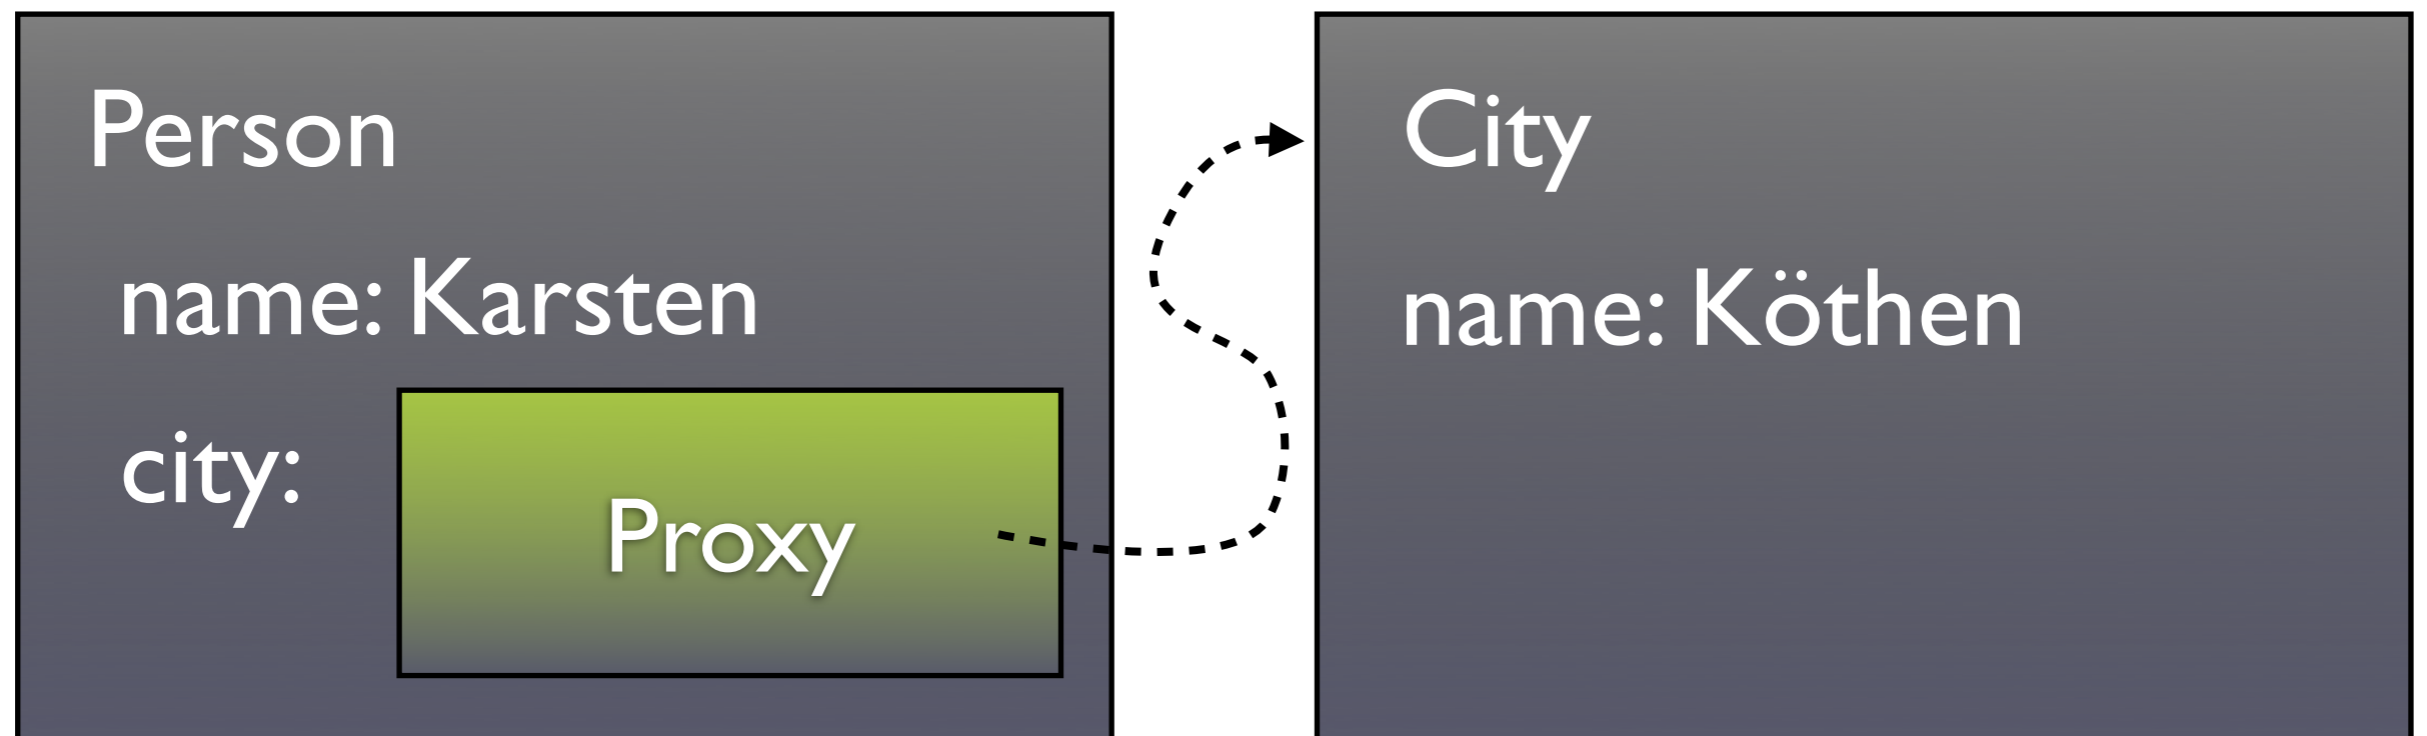 Person
name: Karsten
city:
Proxy
City
name: Köthen